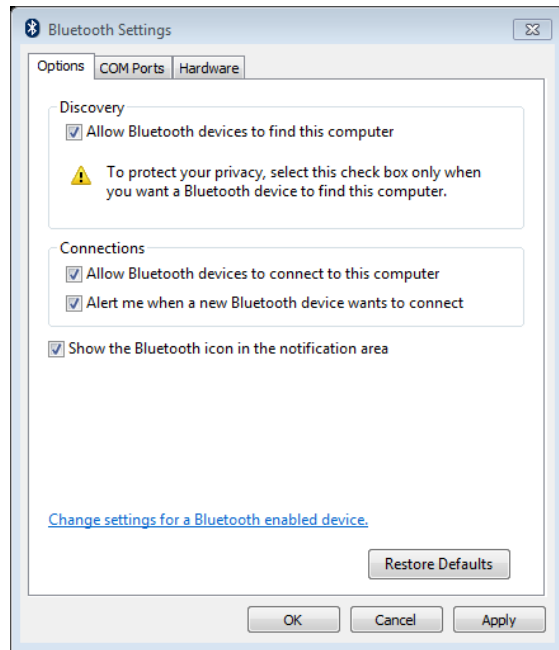 Bluetooth Settings
Options COM Ports Hardware
Discovery
Allow Bluetooth devices to find this computer
To protect your privacy, select this check box only when
you want a Bluetooth device to find this computer.
Connections
Allow Bluetooth devices to connect to this computer
Alert me when a new Bluetooth device wants to connect
Show the Bluetooth icon in the notification area
Change settings for a Bluetooth enabled device.
Restore Defaults
OK Cancel Apply